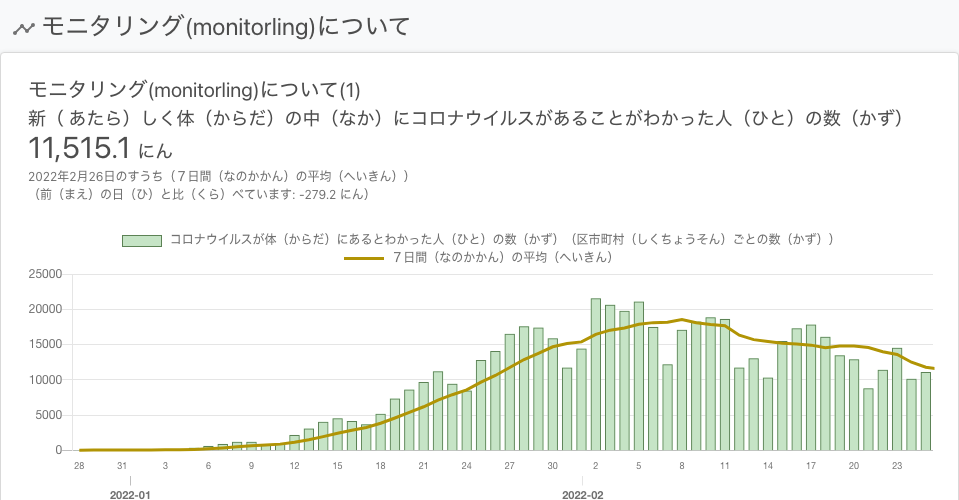 モニタリング(monitorling)について
モニタリング(monitorling)について(1)
新（ あたら）しく体（からだ）の中（なか）にコロナウイルスがあることがわかった人（ひと）の数（かず）
11,515.1 にん
2022年2月26日のすうち（７日間（なのかかん）の平均（へいきん））
（前（まえ）の日（ひ）と比（くら）べています: -279.2 にん）
コロナウイルスが体（からだ）にあるとわかった人（ひと）の数（かず）（区市町村（しくちょうそん）ごとの数（かず））
７日間（なのかかん）の平均（へいきん）
25000
20000
15000
10000
5000
0
28 31 3 6 9 12 15 18 21 24 27 30 2 5 8 11 14 17 20 23
2022-01 2022-02